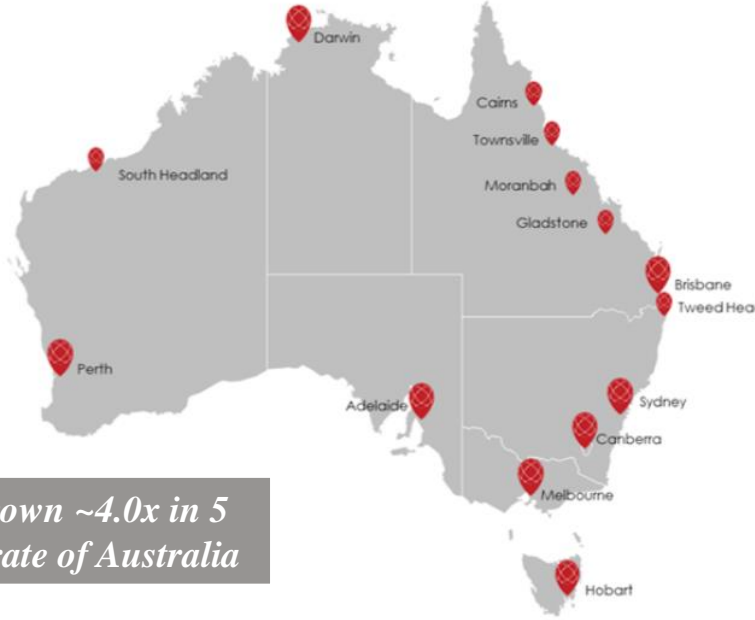 Darwin
Cairns
Townsville
South Headland
Moranbah
Gladstone
Brisbane
Tweed Hea
Perth
Adelaide
Sydney
Canberra
Melbourne
own ~4.0x in 5
rate of Australia
Hobart